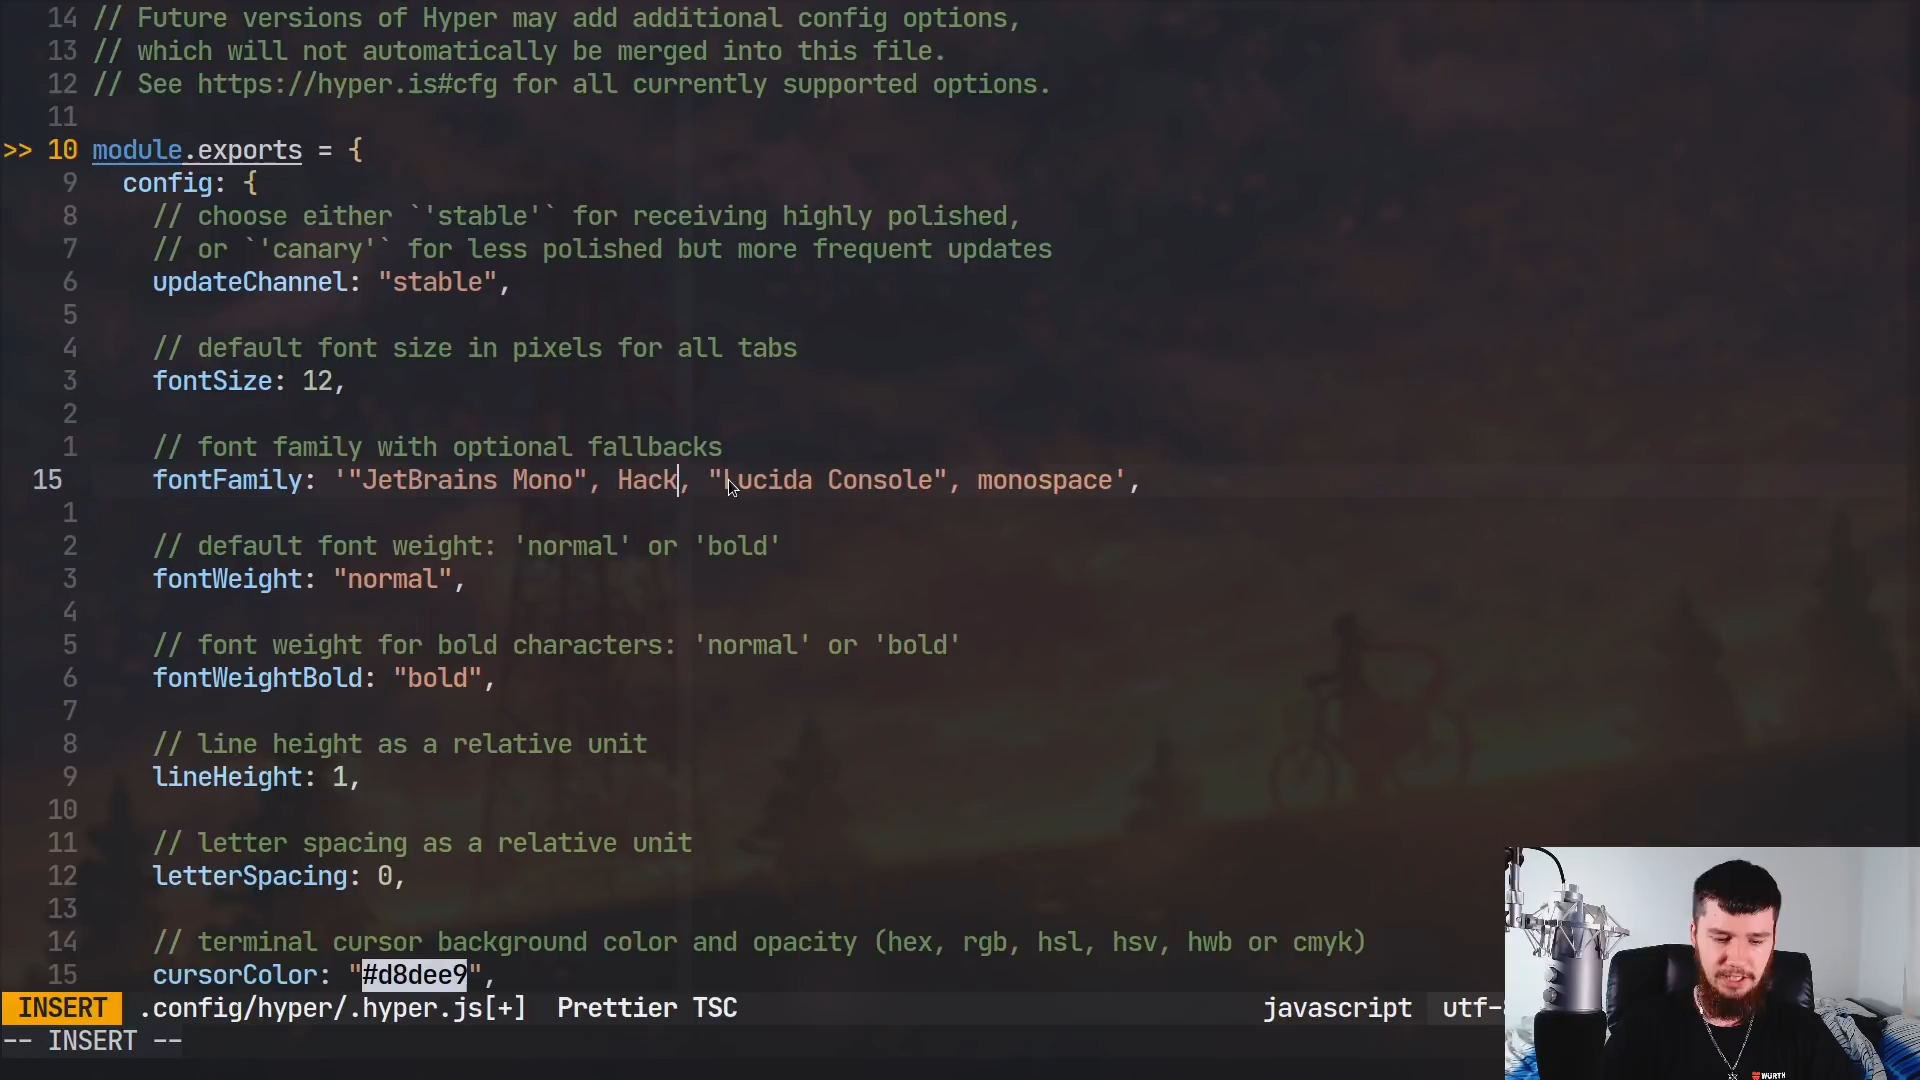 14 // Future versions of Hyper may add additional config options,
13 // which will not automatically be merged into this file.
12 // See https://hyper.is#cfg for all currently supported options.
11
>> 10 module.exports = {
9 config: {
8 // choose either `'stable'` for receiving highly polished,
7 // or `'canary'` for less polished but more frequent updates
6 updateChannel: "stable",
5
4 // default font size in pixels for all tabs
3 fontSize: 12,
2
1 // font family with optional fallbacks
15 fontFamily: '"JetBrains Mono", Hack, "Lucida Console", monospace',
1
2 // default font weight: 'normal' or 'bold'
3 fontWeight: "normal",
4
5 // font weight for bold characters: 'normal' or 'bold'
6 fontWeightBold: "bold",
7
8 // line height as a relative unit
9 lineHeight: 1,
10
11 // letter spacing as a relative unit
12 letterSpacing: 0,
13
14 // terminal cursor background color and opacity (hex, rgb, hsl, hsv, hwb or cmyk)
15 cursorColor: "#d8dee9",
INSERT .config/hyper/.hyper.js[+] Prettier TSC javascript utf-
-- INSERT --
WÜRTH